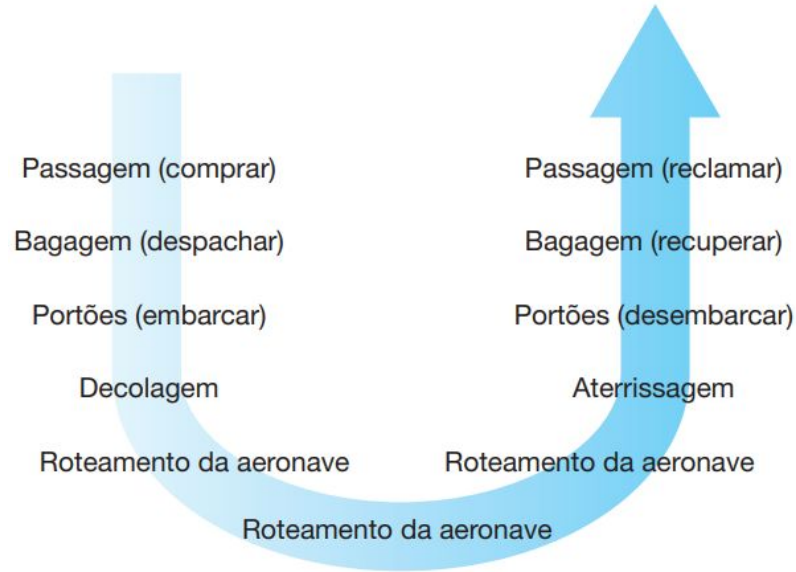 Passagem (comprar)
Bagagem (despachar)
Portões (embarcar)
Decolagem
Roteamento da aeronave
Roteamento da aeronave
Passagem (reclamar)
Bagagem (recuperar)
Portões (desembarcar)
Aterrissagem
Roteamento da aeronave